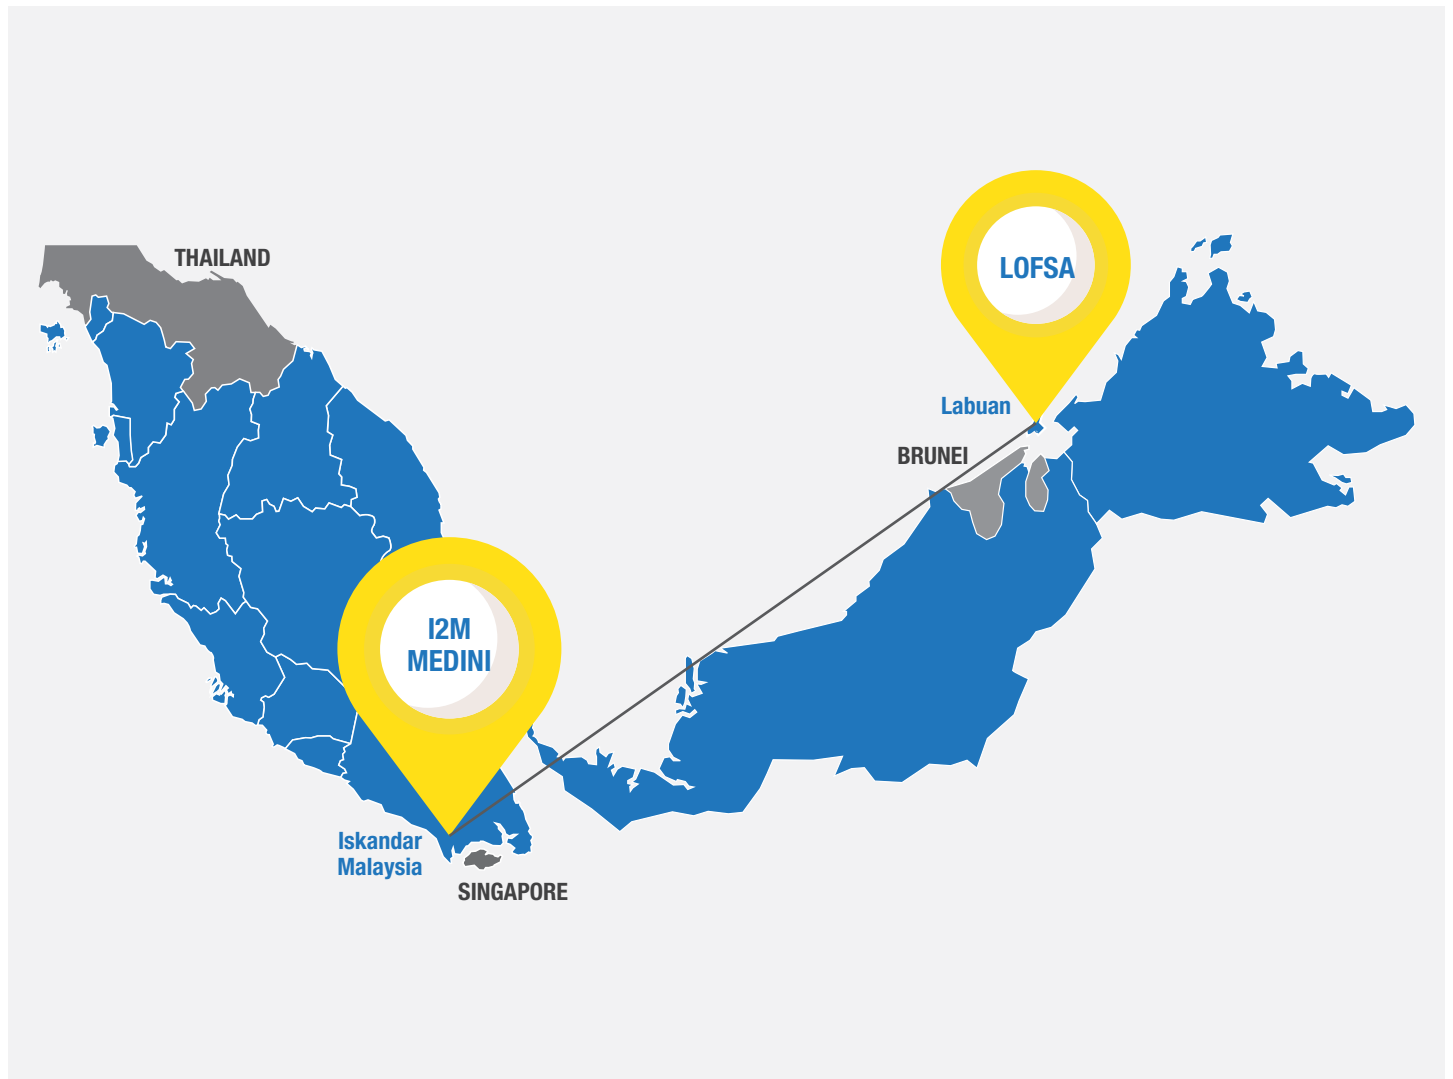 THAILAND
LOFSA
Labuan
BRUNEI
I2M
MEDINI
Iskandar
Malaysia
SINGAPORE